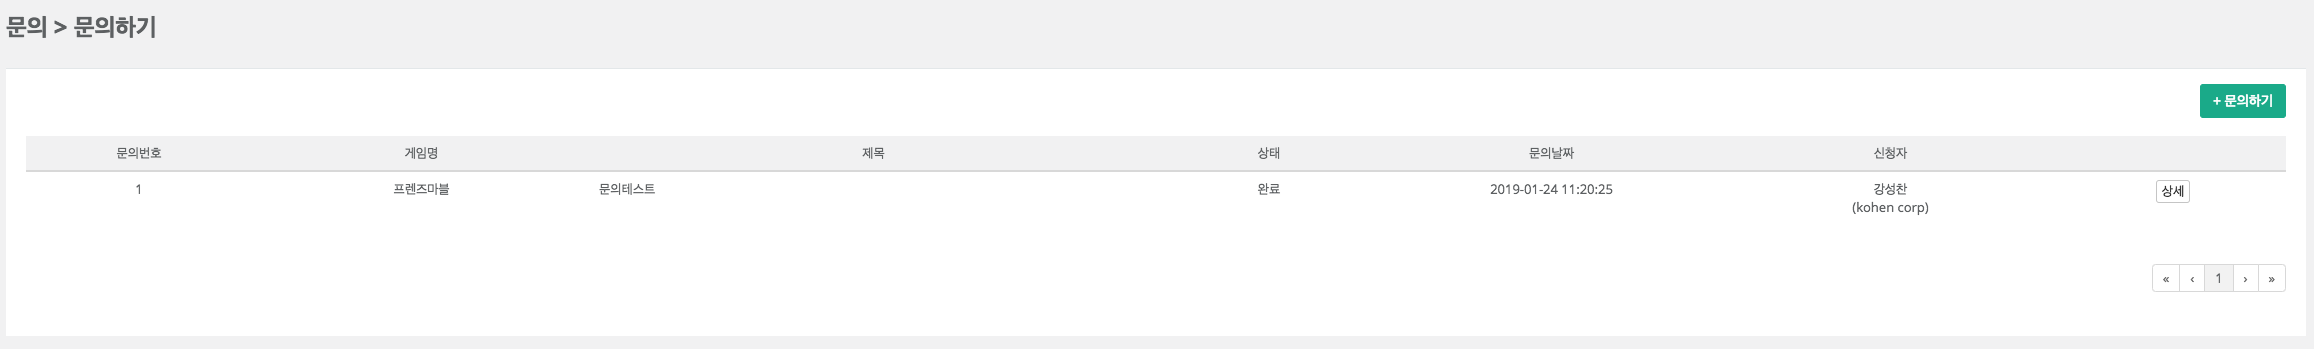 문의 > 문의하기
+ 문의하기
문의번호 게임명 제목 상태 문의날짜 신청자
1 프렌즈마블 문의테스트 완료 2019-01-24 11:20:25 강성찬 상세
(kohen corp)
« ‹ 1 › »